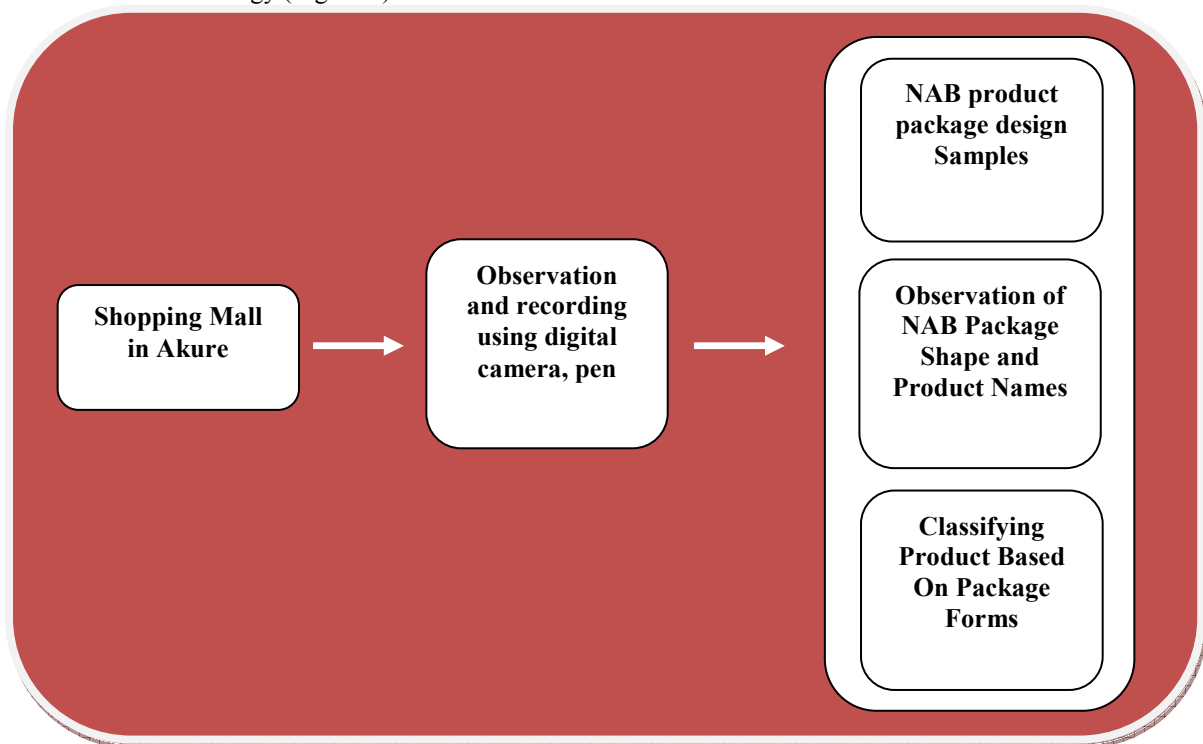 Shopping Mall
in Akure
Observation
and recording
using digital
camera, pen
NAB product
package design
Samples
Observation of
NAB Package
Shape and
Product Names
Classifying
Product Based
On Package
Forms